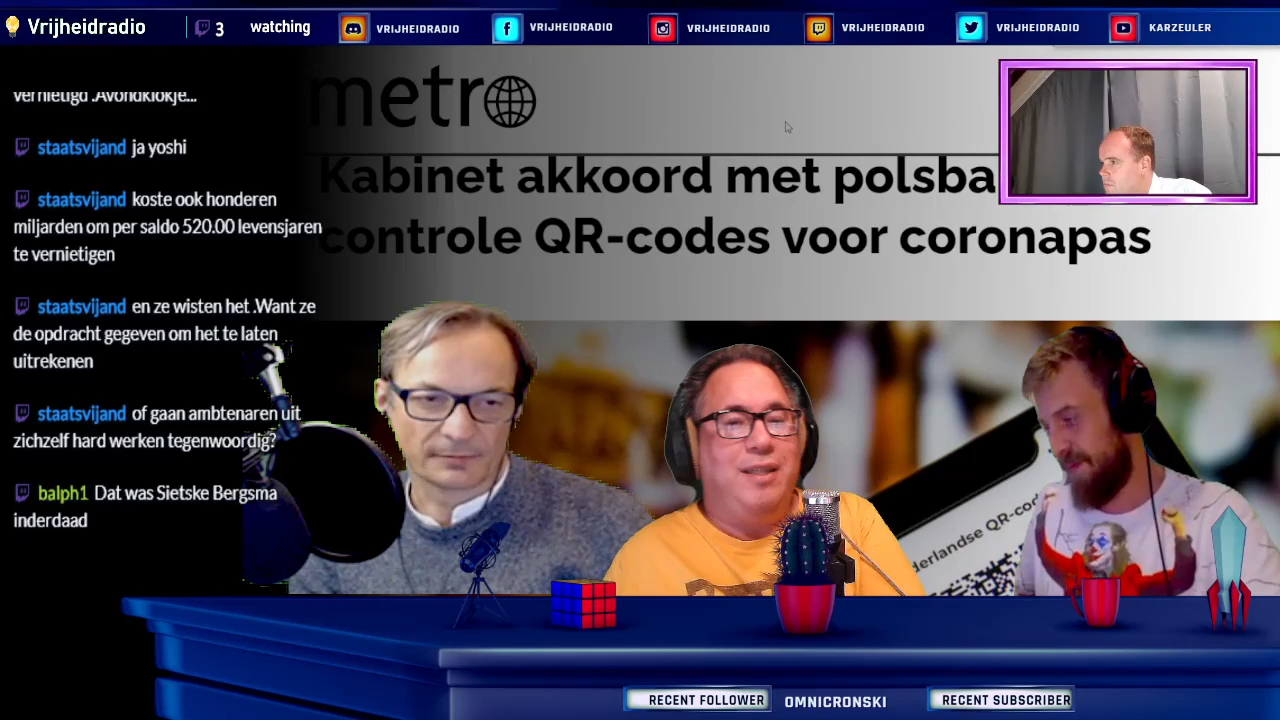 Vrijheidradio
3
watching
VRIJHEIDRADIO
VRIJHEIDRADIO
VRIJHEIDRADIO
VRIJHEIDRADIO
VRIJHEIDRADIO
KARZEULER
metro
Kabinet akkoord met polsba
controle QR-codes voor coronapas
vernietigd .Avondklokje...
staatsvijand ja yoshi
staatsvijand koste ook honderen
miljarden om per saldo 520.00 levensjaren
te vernietigen
staatsvijand en ze wisten het .Want ze
de opdracht gegeven om het te laten
uitrekenen
staatsvijand of gaan ambtenaren uit
zichzelf hard werken tegenwoordig?
balph1 Dat was Sietske Bergsma
inderdaad
derlandse QR-cod
RECENT FOLLOWER
OMNICRONSKI
RECENT SUBSCRIBER